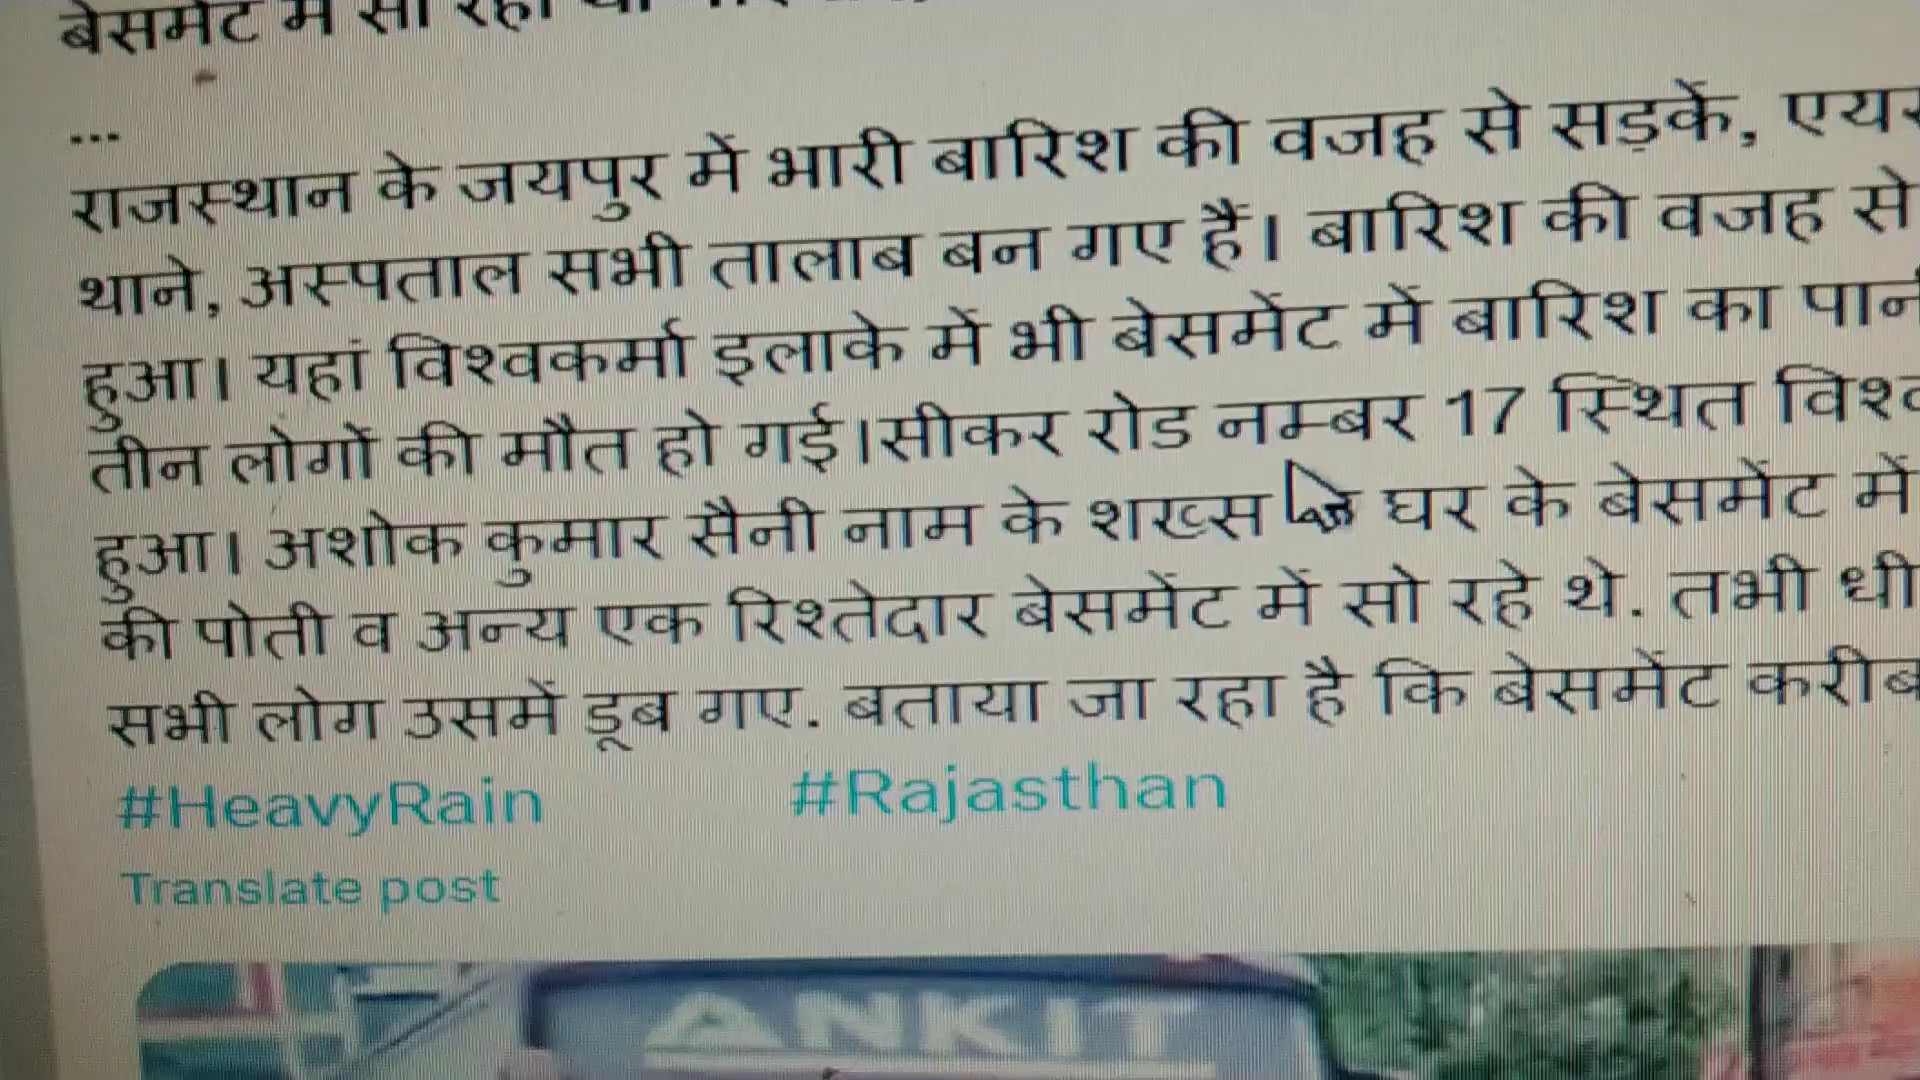 बेसमेंट में सो रहा
...
राजस्थान के जयपुर में भारी बारिश की वजह से सड़कें,
थाने, अस्पताल सभी तालाब बन गए हैं। बारिश की वजह से
हुआ। यहां विश्वकर्मा इलाके में भी बेसमेंट में बारिश का
तीन लोगों की मौत हो गई।सीकर रोड नम्बर 17 स्थित
हुआ। अशोक कुमार सैनी नाम के शख्स के घर के बेसमेंट में
की पोती व अन्य एक रिश्तेदार बेसमेंट में सो रहे थे. तभी
सभी लोग उसमें डूब गए. बताया जा रहा है कि बेसमेंट
#HeavyRain #Rajasthan
Translate post
ANKIT